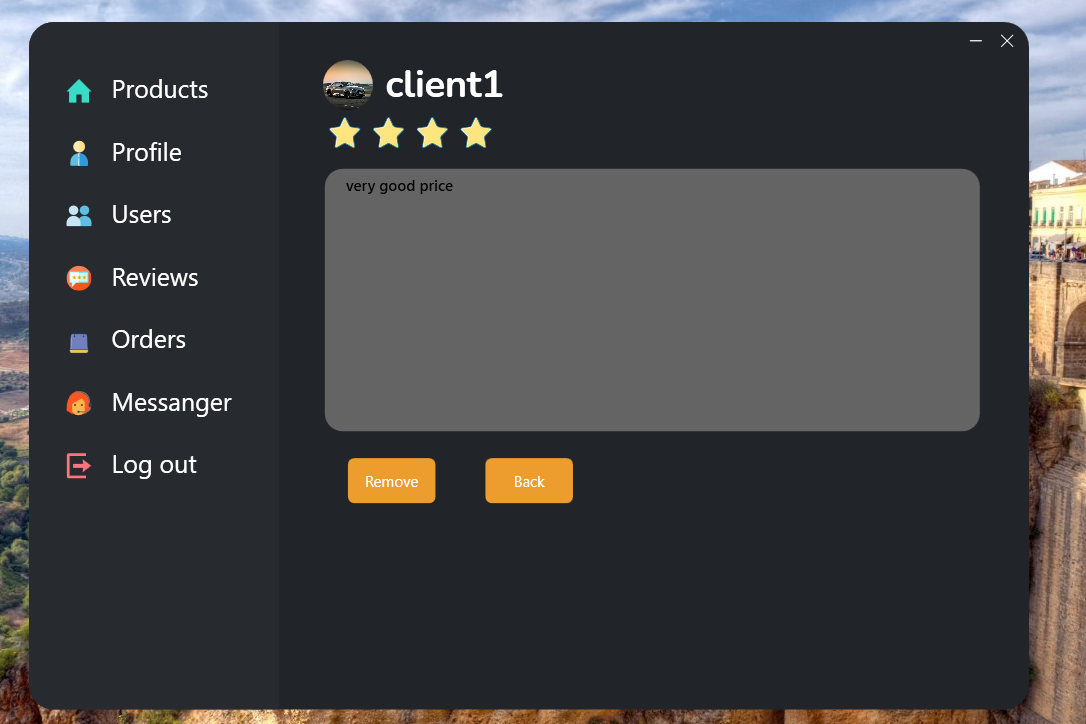 Products
Profile
Users
Reviews
Orders
Messanger
Log out
client1
very good price
Remove
Back